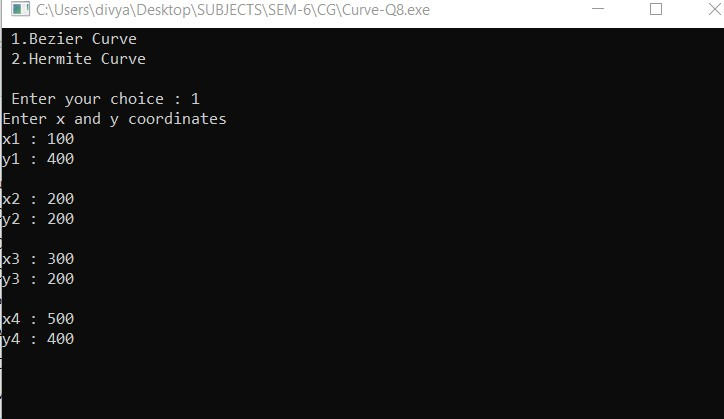 C:\Users\divya\Desktop\SUBJECTS\SEM-6\CG\Curve-Q8.exe
1.Bezier Curve
2.Hermite Curve
Enter your choice : 1
Enter x and y coordinates
x1 : 100
y1 : 400
x2 : 200
y2 : 200
x3 : 300
y3 : 200
x4 : 500
y4 : 400